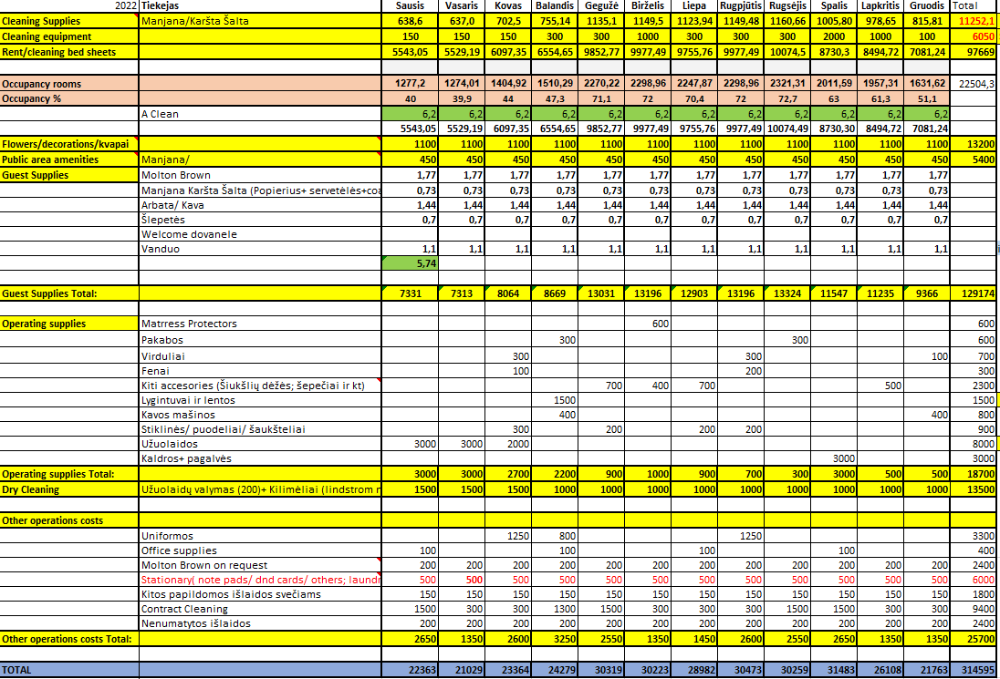 2022 Tiekejas Sausis Vasaris Kovas Balandis Gegužė Birželis Liepa Rugpjūtis Rugsėjis Spalis Lapkritis Gruodis Total
Cleaning Supplies Manjana/Karšta Šalta 638,6 637,0 702,5 755,14 1135,1 1149,5 1123,94 1149,48 1160,66 1005,80 978,65 815,81 11252,1
Cleaning equipment 150 150 150 300 300 1000 300 300 300 2000 1000 100 6050
Rent/cleaning bed sheets 5543,05 5529,19 6097,35 6554,65 9852,77 9977,49 9755,76 9977,49 10074,5 8730,3 8494,72 7081,24 97669
Occupancy rooms 1277,2 1274,01 1404,92 1510,29 2270,22 2298,96 2247,87 2298,96 2321,31 2011,59 1957,31 1631,62 22504,3
Occupancy % 40 39,9 44 47,3 71,1 72 70,4 72 72,7 63 61,3 51,1
A Clean 6,2 6,2 6,2 6,2 6,2 6,2 6,2 6,2 6,2 6,2 6,2 6,2
5543,05 5529,19 6097,35 6554,65 9852,77 9977,49 9755,76 9977,49 10074,49 8730,30 8494,72 7081,24
Flowers/decorations/kvapai 1100 1100 1100 1100 1100 1100 1100 1100 1100 1100 1100 1100 13200
Public area amenities Manjana/ 450 450 450 450 450 450 450 450 450 450 450 450 5400
Guest Supplies Molton Brown 1,77 1,77 1,77 1,77 1,77 1,77 1,77 1,77 1,77 1,77 1,77 1,77
Manjana Karšta Šalta (Popierius+ servetėlės+coa 0,73 0,73 0,73 0,73 0,73 0,73 0,73 0,73 0,73 0,73 0,73 0,73
Arbata/ Kava 1,44 1,44 1,44 1,44 1,44 1,44 1,44 1,44 1,44 1,44 1,44 1,44
Šlepetės 0,7 0,7 0,7 0,7 0,7 0,7 0,7 0,7 0,7 0,7 0,7 0,7
Welcome dovanele
Vanduo 1,1 1,1 1,1 1,1 1,1 1,1 1,1 1,1 1,1 1,1 1,1 1,1
5,74
Guest Supplies Total: 7331 7313 8064 8669 13031 13196 12903 13196 13324 11547 11235 9366 129174
Operating supplies Matrress Protectors 600 600
Pakabos 300 300 600
Virduliai 300 300 100 700
Fenai 100 200 300
Kiti accesories (Šiukšlių dėžės; šepečiai ir kt) 700 400 700 500 2300
Lygintuvai ir lentos 1500 1500
Kavos mašinos 400 400 800
Stiklinės/ puodeliai/ šaukšteliai 300 200 200 200 900
Užuolaidos 3000 3000 2000 8000
Kaldros+ pagalvės 3000 3000
Operating supplies Total: 3000 3000 2700 2200 900 1000 900 700 300 3000 500 500 18700
Dry Cleaning Užuolaidų valymas (200)+ Kilimėliai (lindstrom 1500 1500 1500 1000 1000 1000 1000 1000 1000 1000 1000 1000 13500
Other operations costs
Uniformos 1250 800 1250 3300
Office supplies 100 100 100 100 400
Molton Brown on request 200 200 200 200 200 200 200 200 200 200 200 200 2400
Stationary( note pads/ dnd cards/ others; laundr 500 500 500 500 500 500 500 500 500 500 500 500 6000
Kitos papildomos išlaidos svečiams 150 150 150 150 150 150 150 150 150 150 150 150 1800
Contract Cleaning 1500 300 300 1300 1500 300 300 300 1500 1500 300 300 9400
Nenumatytos išlaidos 200 200 200 200 200 200 200 200 200 200 200 200 2400
Other operations costs Total: 2650 1350 2600 3250 2550 1350 1450 2600 2550 2650 1350 1350 25700
TOTAL 22363 21029 23364 24279 30319 30223 28982 30473 30259 31483 26108 21763 314595